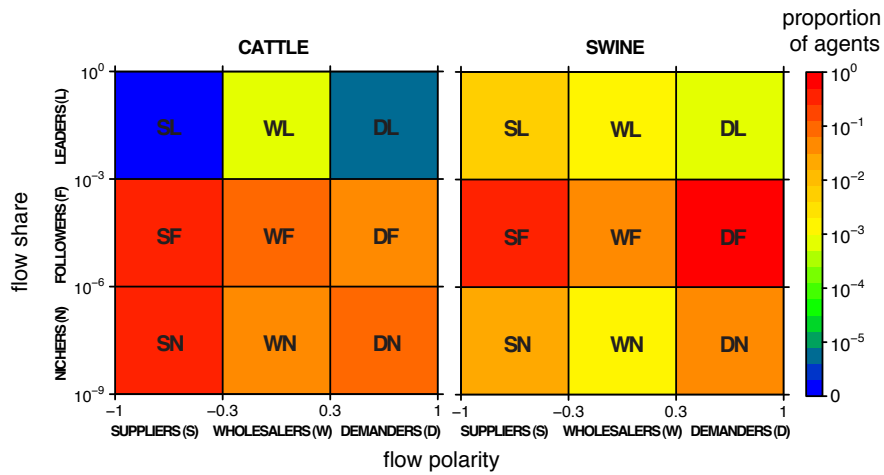 proportion
of agents
CATTLE
SWINE
10^0
10^-3
10^-6
10^-9
LEADERS (L)
FOLLOWERS (F)
NICHERS (N)
flow share
SL WL DL
SF WF DF
SN WN DN
SL WL DL
SF WF DF
SN WN DN
10^0
10^-1
10^-2
10^-3
10^-4
10^-5
0
−1 −0.3 0.3 1
−1 −0.3 0.3 1
SUPPLIERS (S) WHOLESALERS (W) DEMANDERS (D)
SUPPLIERS (S) WHOLESALERS (W) DEMANDERS (D)
flow polarity